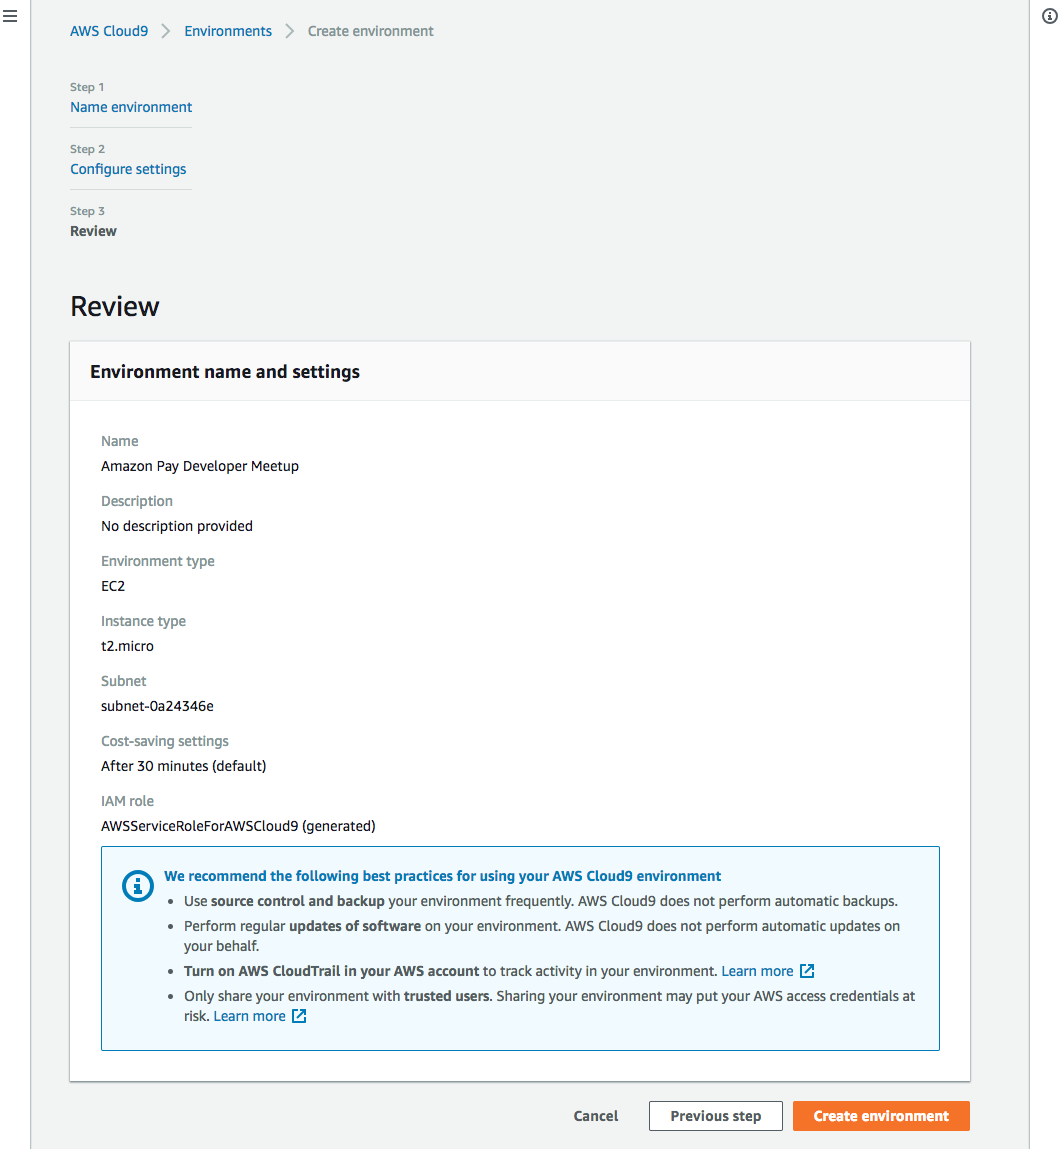 AWS Cloud9 Environments Create environment
Step 1
Name environment
Step 2
Configure settings
Step 3
Review
Review
Environment name and settings
Name
Amazon Pay Developer Meetup
Description
No description provided
Environment type
EC2
Instance type
t2.micro
Subnet
subnet-0a24346e
Cost-saving settings
After 30 minutes (default)
IAM role
AWSServiceRoleForAWSCloud9 (generated)
We recommend the following best practices for using your AWS Cloud9 environment
• Use source control and backup your environment frequently. AWS Cloud9 does not perform automatic backups.
• Perform regular updates of software on your environment. AWS Cloud9 does not perform automatic updates on
your behalf.
• Turn on AWS CloudTrail in your AWS account to track activity in your environment. Learn more
• Only share your environment with trusted users. Sharing your environment may put your AWS access credentials at
risk. Learn more
Cancel Previous step Create environment